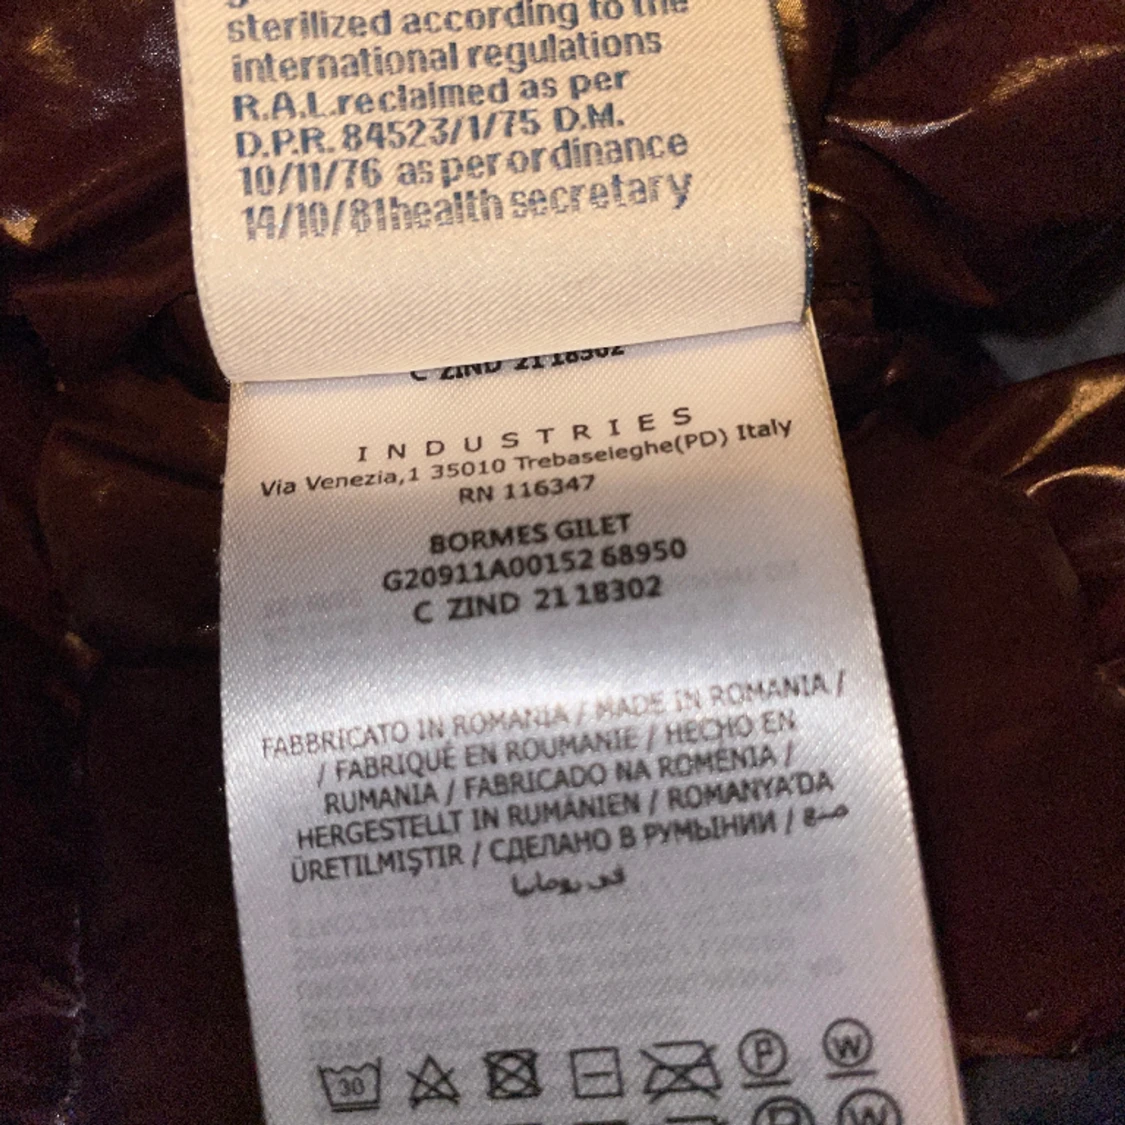 sterilized according to the
international regulations
R.A.L.reclaimed as per
D.P.R. 84523/1/75 D.M.
10/11/76 as per ordinance
14/10/81health secretary
C ZIND 21 18302
I N D U S T R I E S
Via Venezia,1 35010 Trebaseleghe(PD) Italy
RN 116347
BORMES GILET
G20911A00152 68950
C ZIND 21 18302
FABBRICATO IN ROMANIA / MADE IN ROMANIA /
/ FABRIQUÉ EN ROUMANIE / HECHO EN
RUMANIA / FABRICADO NA ROMENIA /
HERGESTELLT IN RUMÄNIEN / ROMANYA'DA
ÜRETILMIŞTIR / СДЕЛАНО В РУМЫНИИ / صنع
في رومانيا
30 P W
P W